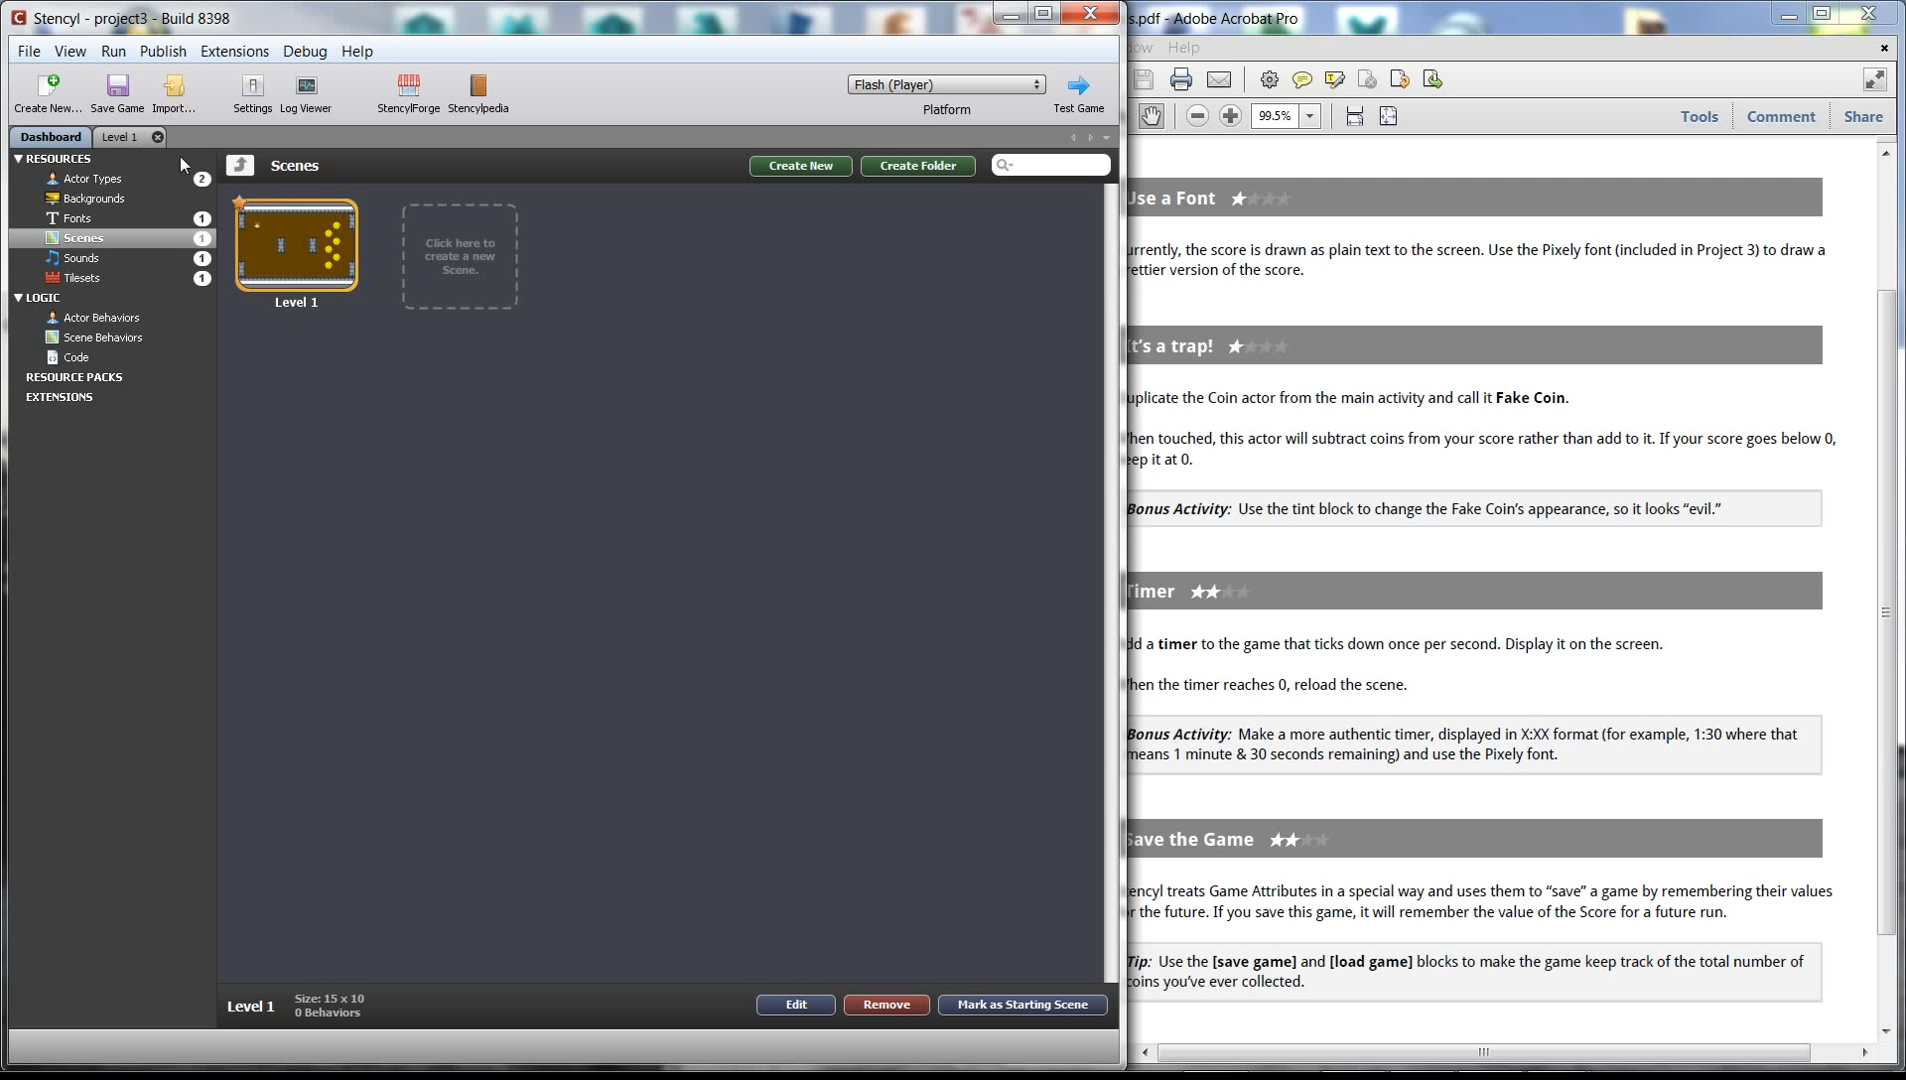 Stencyl - project3 - Build 8398
File View Run Publish Extensions Debug Help
Create New... Save Game Import... Settings Log Viewer StencylForge Stencylpedia
Flash (Player)
Platform
Test Game
Dashboard Level 1
RESOURCES
Actor Types 2
Backgrounds
Fonts 1
Scenes 1
Sounds 1
Tilesets 1
LOGIC
Actor Behaviors
Scene Behaviors
Code
RESOURCE PACKS
EXTENSIONS
Scenes
Create New Create Folder
Level 1
Click here to
create a new
Scene.
Level 1
Size: 15 x 10
0 Behaviors
Edit Remove Mark as Starting Scene
s.pdf - Adobe Acrobat Pro
dow Help
99.5%
Tools Comment Share
Use a Font
urrently, the score is drawn as plain text to the screen. Use the Pixely font (included in Project 3) to draw a
rettier version of the score.
It's a trap!
uplicate the Coin actor from the main activity and call it Fake Coin.
hen touched, this actor will subtract coins from your score rather than add to it. If your score goes below 0,
eep it at 0.
Bonus Activity: Use the tint block to change the Fake Coin's appearance, so it looks “evil.”
Timer
dd a timer to the game that ticks down once per second. Display it on the screen.
hen the timer reaches 0, reload the scene.
Bonus Activity: Make a more authentic timer, displayed in X:XX format (for example, 1:30 where that
means 1 minute & 30 seconds remaining) and use the Pixely font.
Save the Game
tencyl treats Game Attributes in a special way and uses them to “save” a game by remembering their values
or the future. If you save this game, it will remember the value of the Score for a future run.
Tip: Use the [save game] and [load game] blocks to make the game keep track of the total number of
coins you've ever collected.